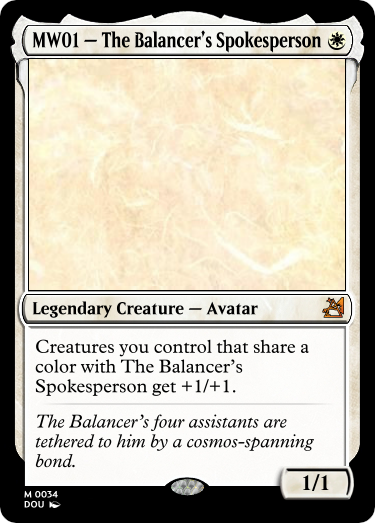 MW01 — The Balancer's Spokesperson
Legendary Creature — Avatar
Creatures you control that share a
color with The Balancer's
Spokesperson get +1/+1.
The Balancer's four assistants are
tethered to him by a cosmos-spanning
bond.
1/1
M 0034
DOU